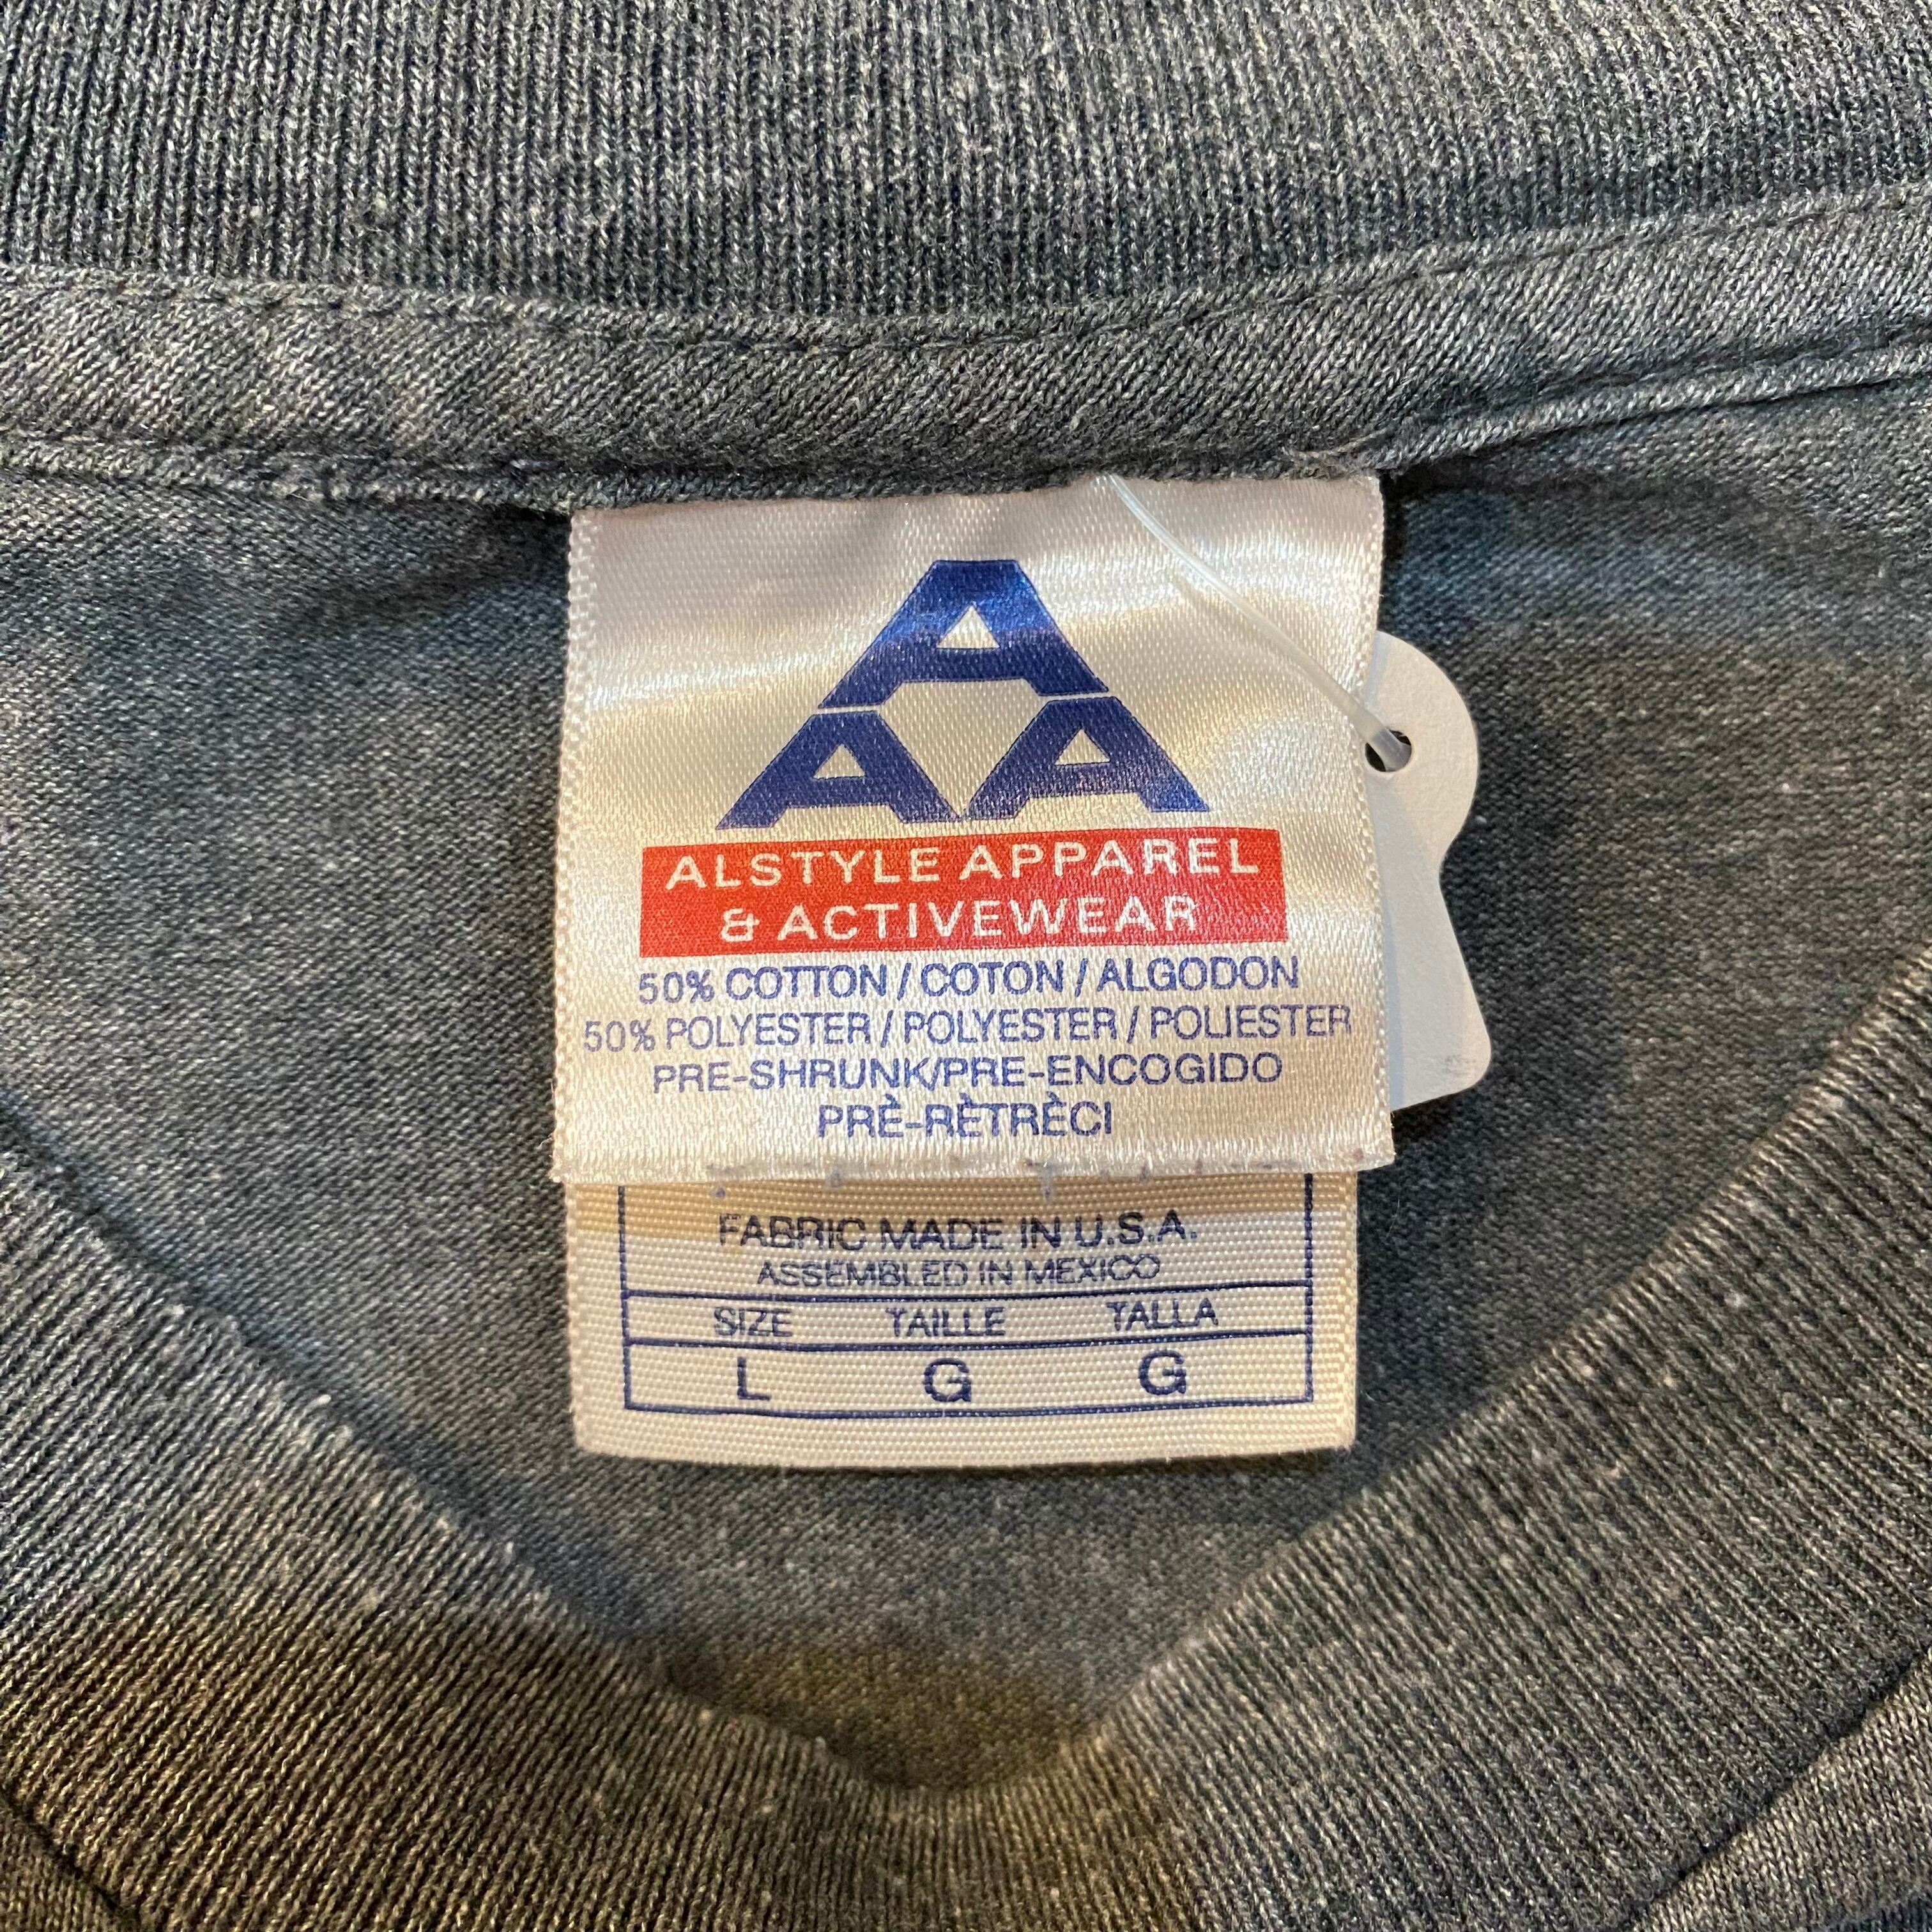 A
AA
ALSTYLE APPAREL
& ACTIVEWEAR
50% COTTON / COTON / ALGODON
50% POLYESTER / POLYESTER / POLIESTER
PRE-SHRUNK/PRE-ENCOGIDO
PRÈ-RÈTRÈCI
FABRIC MADE IN U.S.A.
ASSEMBLED IN MEXICO
SIZE TAILLE TALLA
L G G